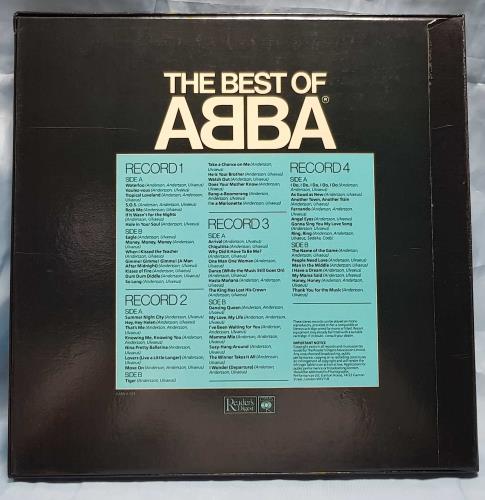 THE BEST OF
ABBA®
RECORD 1
SIDE A
Waterloo (Anderson, Andersson, Ulvaeus)
Voulez-vous (Andersson, Ulvaeus)
Tropical Loveland (Andersson, Anderson, Ulvaeus)
S.O.S. (Andersson, Anderson, Ulvaeus)
Rock Me (Andersson, Ulvaeus)
If It Wasn't for the Nights
(Andersson, Ulvaeus)
Hole in Your Soul (Andersson, Ulvaeus)
SIDE B
Eagle (Andersson, Ulvaeus)
Money, Money, Money (Andersson,
Ulvaeus)
When I Kissed the Teacher
(Andersson, Ulvaeus)
Gimme! Gimme! Gimme! (A Man
After Midnight) (Andersson, Ulvaeus)
Kisses of Fire (Andersson, Ulvaeus)
Dum Dum Diddle (Andersson, Ulvaeus)
So Long (Andersson, Ulvaeus)
RECORD 2
SIDE A
Summer Night City (Andersson, Ulvaeus)
Hey, Hey Helen (Andersson, Ulvaeus)
That's Me (Andersson, Anderson,
Ulvaeus)
Knowing Me, Knowing You (Andersson,
Anderson, Ulvaeus)
Nina Pretty Ballerina (Andersson,
Ulvaeus)
Lovers (Live a Little Longer) (Andersson,
Ulvaeus)
Move On (Andersson, Anderson, Ulvaeus)
SIDE B
Tiger (Andersson, Ulvaeus)
Take a Chance on Me (Andersson,
Ulvaeus)
He is Your Brother (Andersson, Ulvaeus)
Watch Out (Andersson, Ulvaeus)
Does Your Mother Know (Andersson,
Ulvaeus)
Bang-a-Boomerang (Andersson,
Anderson, Ulvaeus)
I'm a Marionette (Andersson, Ulvaeus)
RECORD 3
SIDE A
Arrival (Andersson, Ulvaeus)
Chiquitita (Andersson, Ulvaeus)
Why Did It Have To Be Me?
(Andersson, Ulvaeus)
One Man One Woman (Andersson,
Ulvaeus)
Dance (While the Music Still Goes On)
(Andersson, Ulvaeus)
Hasta Mañana (Andersson, Anderson,
Ulvaeus)
The King Has Lost His Crown
(Andersson, Ulvaeus)
SIDE B
Dancing Queen (Andersson, Anderson,
Ulvaeus)
My Love, My Life (Andersson, Anderson,
Ulvaeus)
I've Been Waiting for You (Andersson,
Anderson, Ulvaeus)
Mamma Mia (Andersson, Anderson,
Ulvaeus)
Suzy-Hang-Around (Andersson,
Ulvaeus)
The Winner Takes It All (Andersson,
Ulvaeus)
I Wonder (Departure) (Andersson,
Anderson, Ulvaeus)
RECORD 4
SIDE A
I Do, I Do, I Do, I Do, I Do (Andersson,
Anderson, Ulvaeus)
As Good as New (Andersson, Ulvaeus)
Another Town, Another Train
(Andersson, Ulvaeus)
Fernando (Andersson, Anderson,
Ulvaeus)
Angel Eyes (Andersson, Ulvaeus)
Gonna Sing You My Love Song
(Andersson, Ulvaeus)
Ring, Ring (Andersson, Anderson,
Ulvaeus, Sedaka, Cody)
SIDE B
The Name of the Game (Andersson,
Anderson, Ulvaeus)
People Need Love (Andersson, Ulvaeus)
Man in the Middle (Andersson, Ulvaeus)
I Have a Dream (Andersson, Ulvaeus)
My Mama Said (Andersson, Ulvaeus)
Honey, Honey (Andersson, Anderson,
Ulvaeus)
Thank You for the Music (Andersson,
Ulvaeus)
IMPORTANT NOTICE
Reader's
Digest
CBS